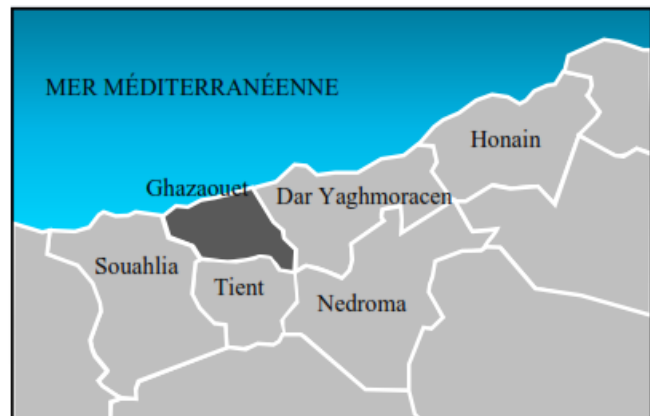 MER MÉDITERRANÉENNE
Honain
Ghazaouet
Dar Yaghmoracen
Souahlia
Tient
Nedroma